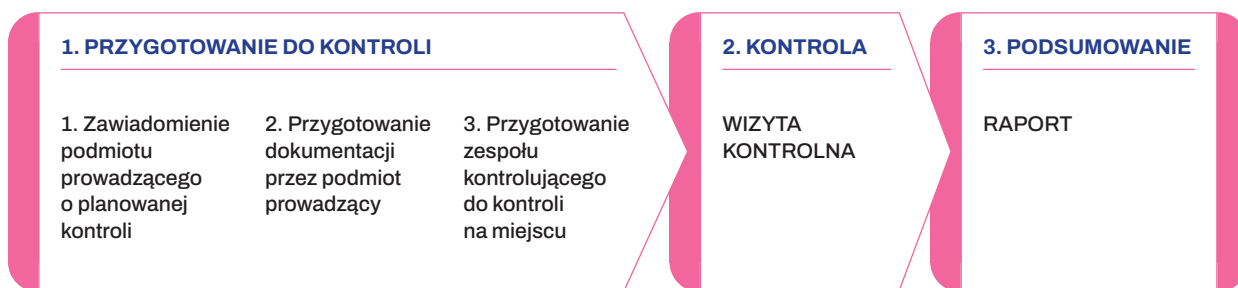 1. PRZYGOTOWANIE DO KONTROLI
1. Zawiadomienie
podmiotu
prowadzącego
o planowanej
kontroli
2. Przygotowanie
dokumentacji
przez podmiot
prowadzący
3. Przygotowanie
zespołu
kontrolującego
do kontroli
na miejscu
2. KONTROLA
WIZYTA
KONTROLNA
3. PODSUMOWANIE
RAPORT